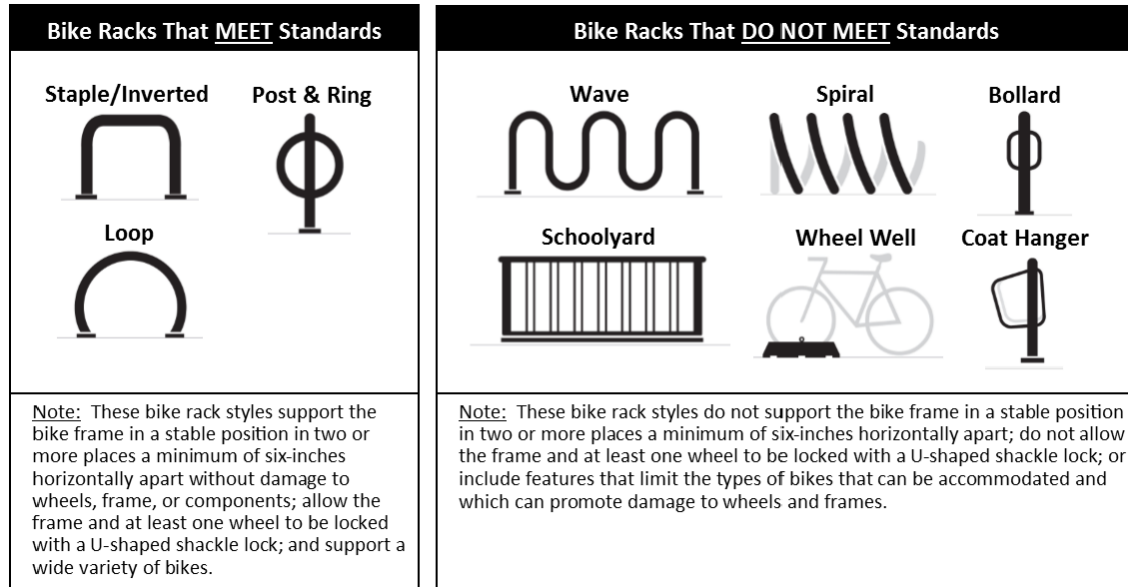 Bike Racks That MEET Standards
Staple/Inverted
Post & Ring
Loop
Note: These bike rack styles support the
bike frame in a stable position in two or
more places a minimum of six-inches
horizontally apart without damage to
wheels, frame, or components; allow the
frame and at least one wheel to be locked
with a U-shaped shackle lock; and support a
wide variety of bikes.
Bike Racks That DO NOT MEET Standards
Wave
Spiral
Bollard
Schoolyard
Wheel Well
Coat Hanger
Note: These bike rack styles do not support the bike frame in a stable position
in two or more places a minimum of six-inches horizontally apart; do not allow
the frame and at least one wheel to be locked with a U-shaped shackle lock; or
include features that limit the types of bikes that can be accommodated and
which can promote damage to wheels and frames.